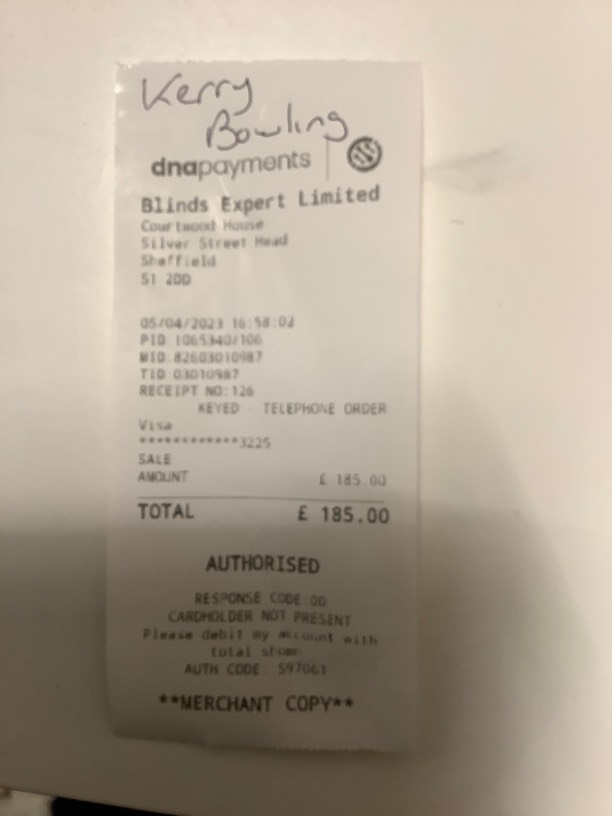 Kerry
Bowling
dnapayments
Blinds Expert Limited
Courtwood House
Silver Street Head
Sheffield
S1 2DD
05/04/2023 16:58:02
PID:1065340/106
MID:82603010987
TID:03010987
RECEIPT NO:126
KEYED - TELEPHONE ORDER
Visa
************3225
SALE
AMOUNT £ 185.00
TOTAL £ 185.00
AUTHORISED
RESPONSE CODE:00
CARDHOLDER NOT PRESENT
Please debit my account with
total shown
AUTH CODE: 597061
**MERCHANT COPY**